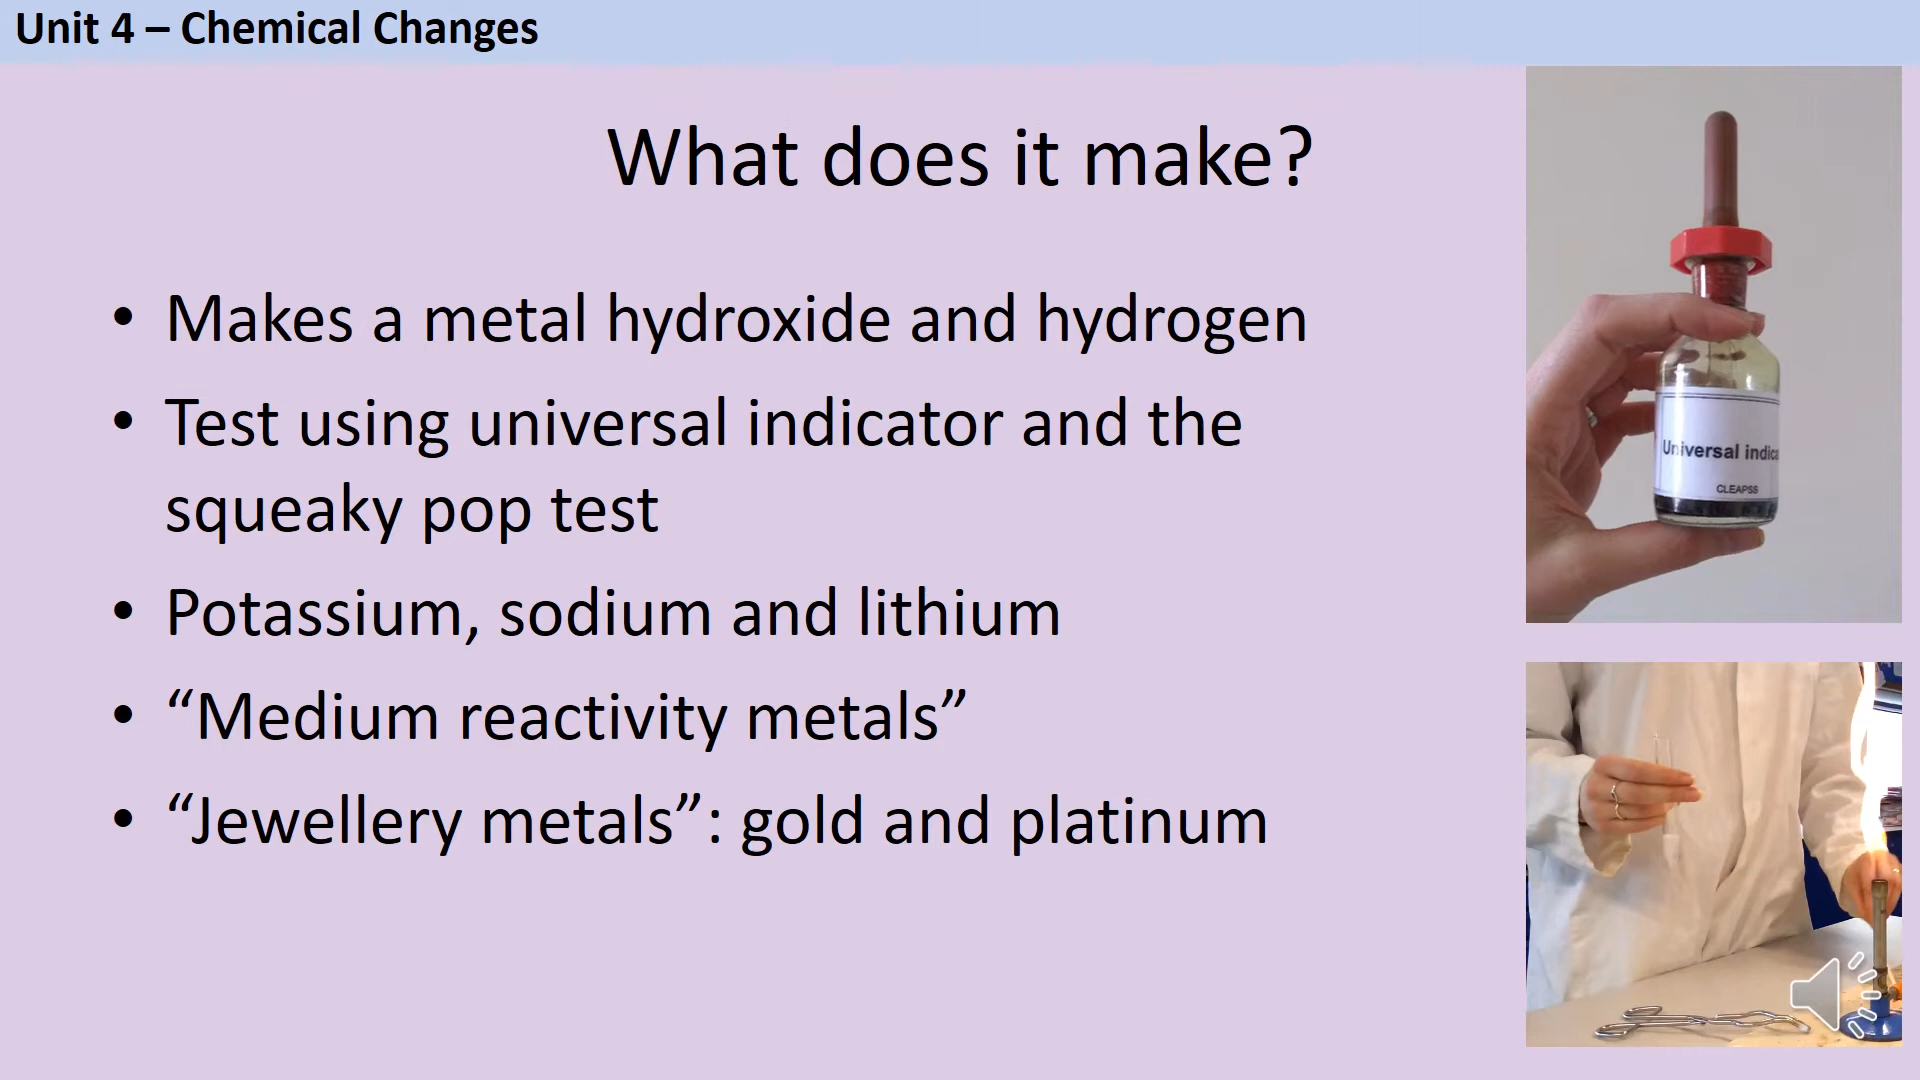 Unit 4 – Chemical Changes
What does it make?
• Makes a metal hydroxide and hydrogen
• Test using universal indicator and the
squeaky pop test
• Potassium, sodium and lithium
• “Medium reactivity metals”
• “Jewellery metals”: gold and platinum
Universal indica
CLEAPSS